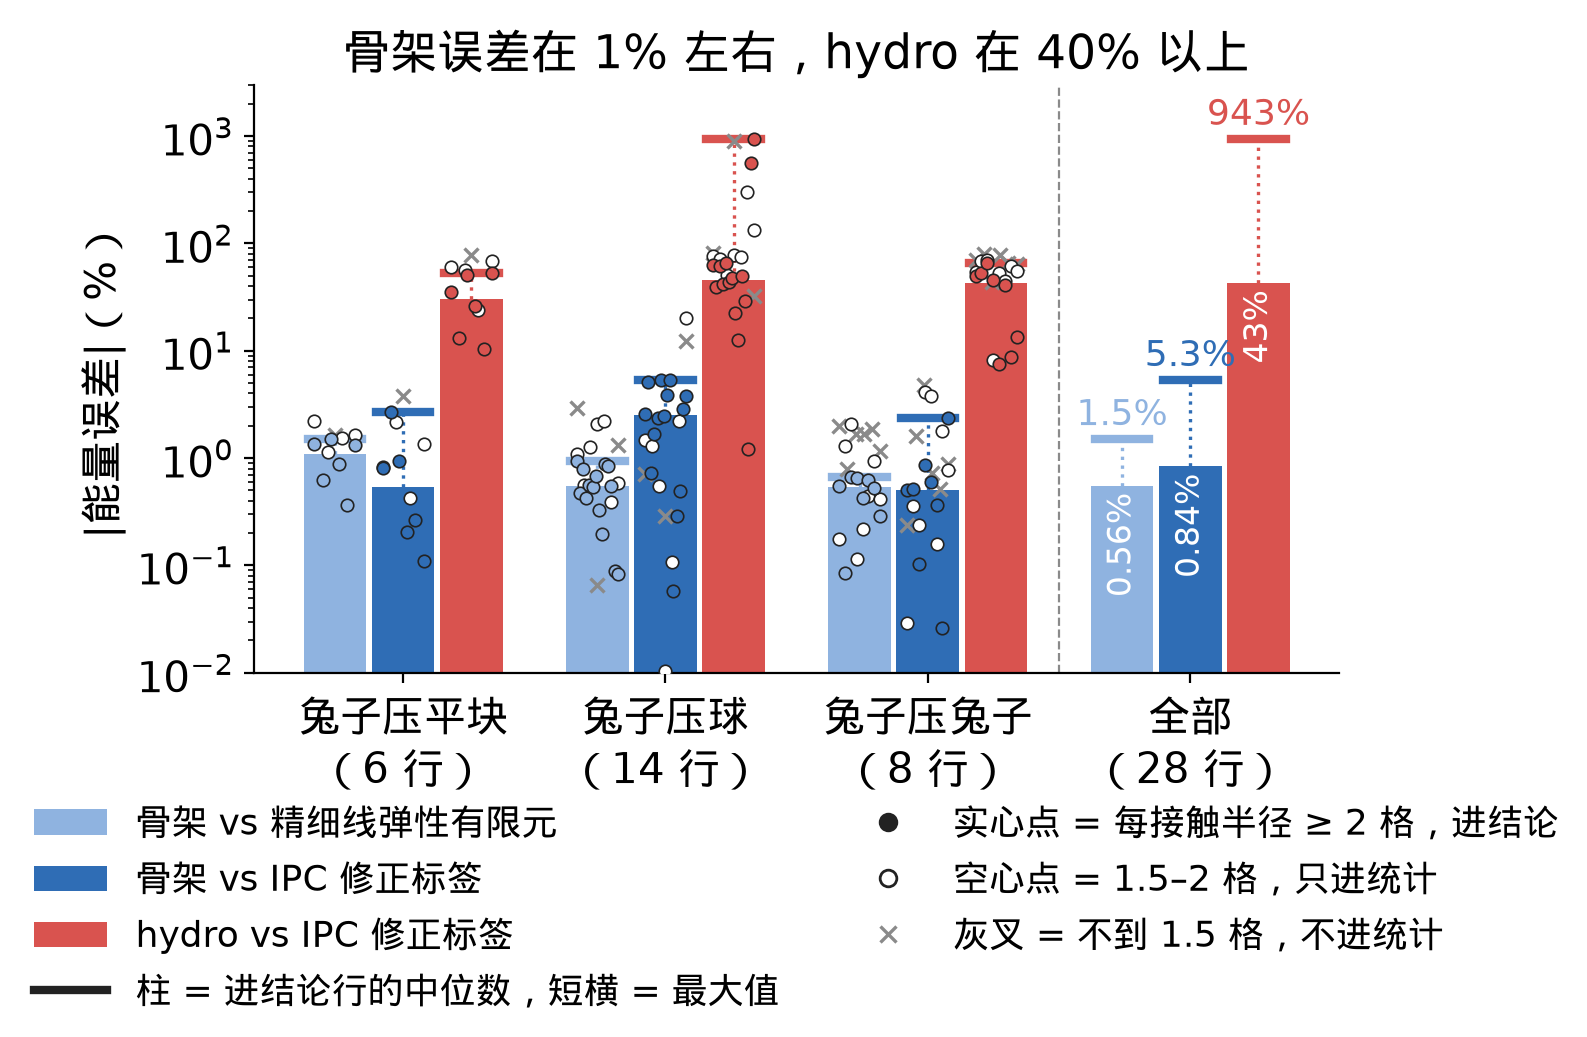 骨架误差在 1% 左右，hydro 在 40% 以上
|能量误差|（%）
10³
10²
10¹
10⁰
10⁻¹
10⁻²
943%
5.3%
1.5%
43%
0.84%
0.56%
兔子压平块
（6 行）
兔子压球
（14 行）
兔子压兔子
（8 行）
全部
（28 行）
骨架 vs 精细线弹性有限元
骨架 vs IPC 修正标签
hydro vs IPC 修正标签
柱 = 进结论行的中位数，短横 = 最大值
实心点 = 每接触半径 ≥ 2 格，进结论
空心点 = 1.5–2 格，只进统计
灰叉 = 不到 1.5 格，不进统计